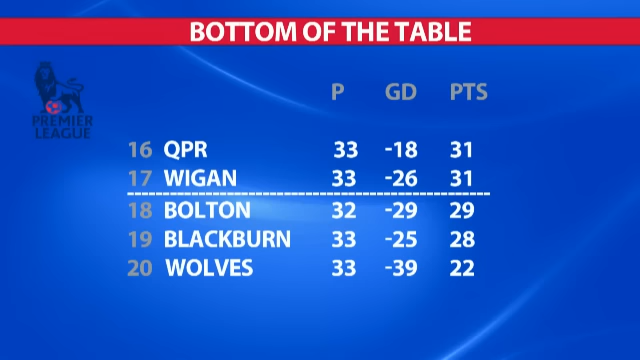 BOTTOM OF THE TABLE
PREMIER
LEAGUE
P GD PTS
16 QPR 33 -18 31
17 WIGAN 33 -26 31
18 BOLTON 32 -29 29
19 BLACKBURN 33 -25 28
20 WOLVES 33 -39 22